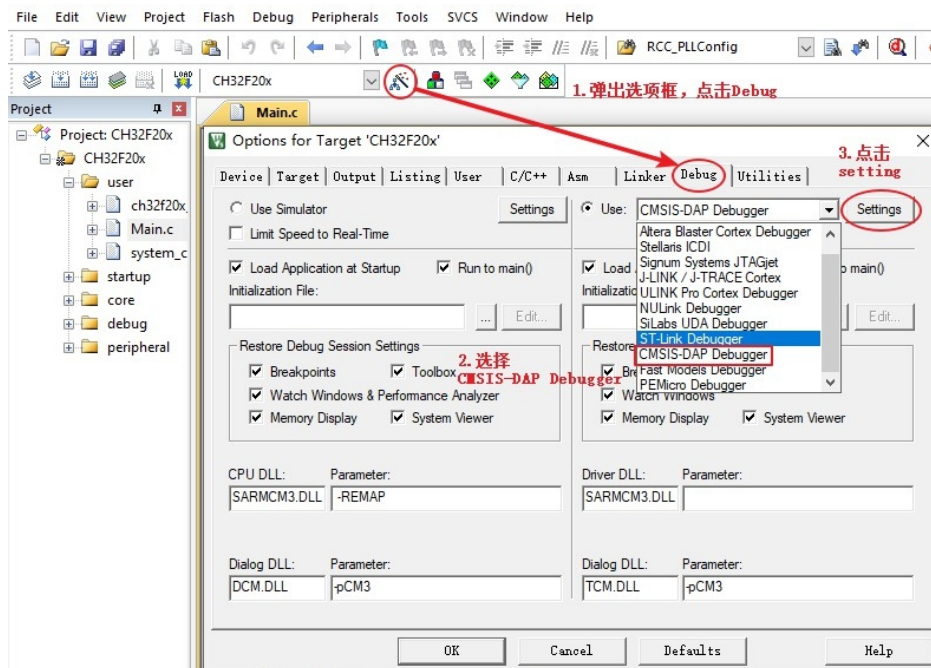 File Edit View Project Flash Debug Peripherals Tools SVCS Window Help
RCC_PLLConfig
LOAD CH32F20x
1.弹出选项框，点击Debug
Project
Main.c
Project: CH32F20x
CH32F20x
user
ch32f20x
Main.c
system_c
startup
core
debug
peripheral
Options for Target 'CH32F20x'
3.点击
setting
Device Target Output Listing User C/C++ Asm Linker Debug Utilities
Use Simulator Settings
Limit Speed to Real-Time
Use: CMSIS-DAP Debugger Settings
Altera Blaster Cortex Debugger
Stellaris ICDI
Signum Systems JTAGjet
J-LINK / J-TRACE Cortex
ULINK Pro Cortex Debugger
NULink Debugger
SiLabs UDA Debugger
ST-Link Debugger
CMSIS-DAP Debugger
Fast Models Debugger
PEMicro Debugger
Load Application at Startup Run to main()
Initialization File:
... Edit...
Load main()
Edit...
Restore Debug Session Settings
Breakpoints Toolbox
Watch Windows & Performance Analyzer
Memory Display System Viewer
2.选择
CMSIS-DAP Debugger
Watch Windows
Memory Display System Viewer
CPU DLL: Parameter:
SARMCM3.DLL -REMAP
Driver DLL: Parameter:
SARMCM3.DLL
Dialog DLL: Parameter:
DCM.DLL -pCM3
Dialog DLL: Parameter:
TCM.DLL -pCM3
OK Cancel Defaults Help